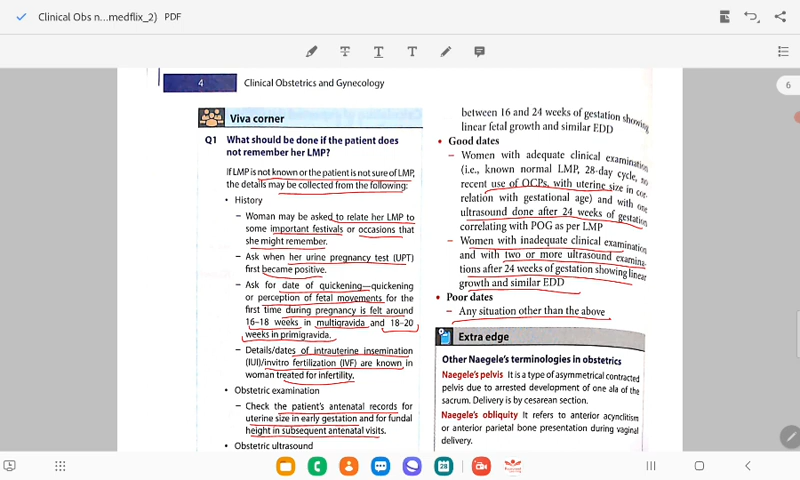 Clinical Obs n...medflix_2) PDF
T T T
6
4 Clinical Obstetrics and Gynecology
Viva corner
Q1 What should be done if the patient does
not remember her LMP?
If LMP is not known or the patient is not sure of LMP,
the details may be collected from the following:
• History
– Woman may be asked to relate her LMP to
some important festivals or occasions that
she might remember.
– Ask when her urine pregnancy test (UPT)
first became positive.
– Ask for date of quickening—quickening
or perception of fetal movements for the
first time during pregnancy is felt around
16–18 weeks in multigravida and 18–20
weeks in primigravida.
– Details/dates of intrauterine insemination
(IUI)/invitro fertilization (IVF) are known in
woman treated for infertility.
• Obstetric examination
– Check the patient's antenatal records for
uterine size in early gestation and for fundal
height in subsequent antenatal visits.
• Obstetric ultrasound
between 16 and 24 weeks of gestation showing
linear fetal growth and similar EDD
• Good dates
– Women with adequate clinical examination
(i.e., known normal LMP, 28-day cycle, no
recent use of OCPs, with uterine size in cor-
relation with gestational age) and with one
ultrasound done after 24 weeks of gestation
correlating with POG as per LMP
– Women with inadequate clinical examination
and with two or more ultrasound examina-
tions after 24 weeks of gestation showing linear
growth and similar EDD
• Poor dates
– Any situation other than the above
Extra edge
Other Naegele's terminologies in obstetrics
Naegele's pelvis It is a type of asymmetrical contracted
pelvis due to arrested development of one ala of the
sacrum. Delivery is by cesarean section.
Naegele's obliquity It refers to anterior acynclitism
or anterior parietal bone presentation during vaginal
delivery.
28